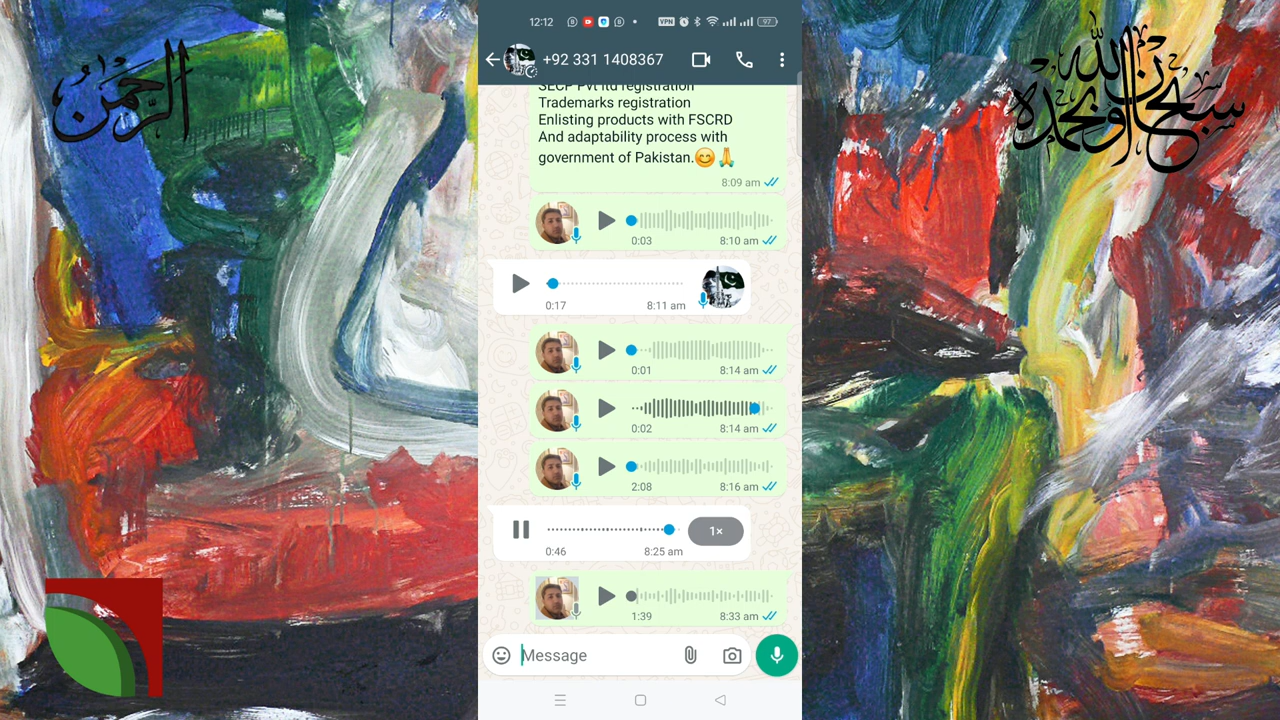 الرَّحْمٰنُ
سبحان الله وبحمده
12:12
VPN
97
+92 331 1408367
SECP Pvt ltd registration
Trademarks registration
Enlisting products with FSCRD
And adaptability process with
government of Pakistan.😊🙏
8:09 am
0:03 8:10 am
0:17 8:11 am
0:01 8:14 am
0:02 8:14 am
2:08 8:16 am
1×
0:46 8:25 am
1:39 8:33 am
Message